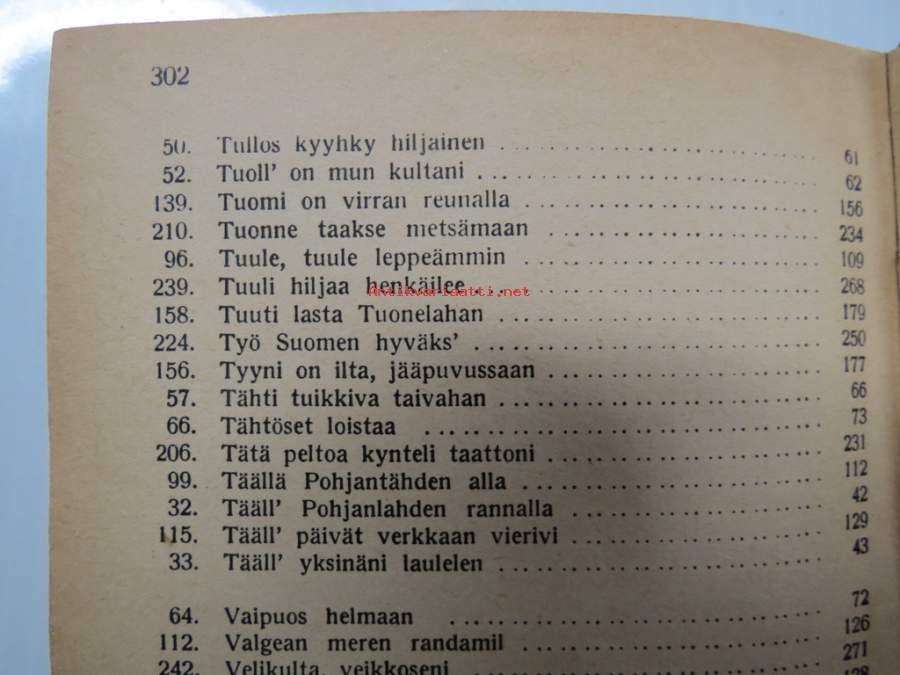 302
50. Tullos kyyhky hiljainen 61
52. Tuoll' on mun kultani 62
139. Tuomi on virran reunalla 156
210. Tuonne taakse metsämaan 234
96. Tuule, tuule leppeämmin 109
239. Tuuli hiljaa henkäilee 268
Antikvariaatti.net
158. Tuuti lasta Tuonelahan 179
224. Työ Suomen hyväks' 250
156. Tyyni on ilta, jääpuvussaan 177
57. Tähti tuikkiva taivahan 66
66. Tähtöset loistaa 73
206. Tätä peltoa kynteli taattoni 231
99. Täällä Pohjantähden alla 112
32. Tääll' Pohjanlahden rannalla 42
115. Tääll' päivät verkkaan vierivi 129
33. Tääll' yksinäni laulelen 43
64. Vaipuos helmaan 72
112. Valgean meren randamil 126
242. Velikulta, veikkoseni 271